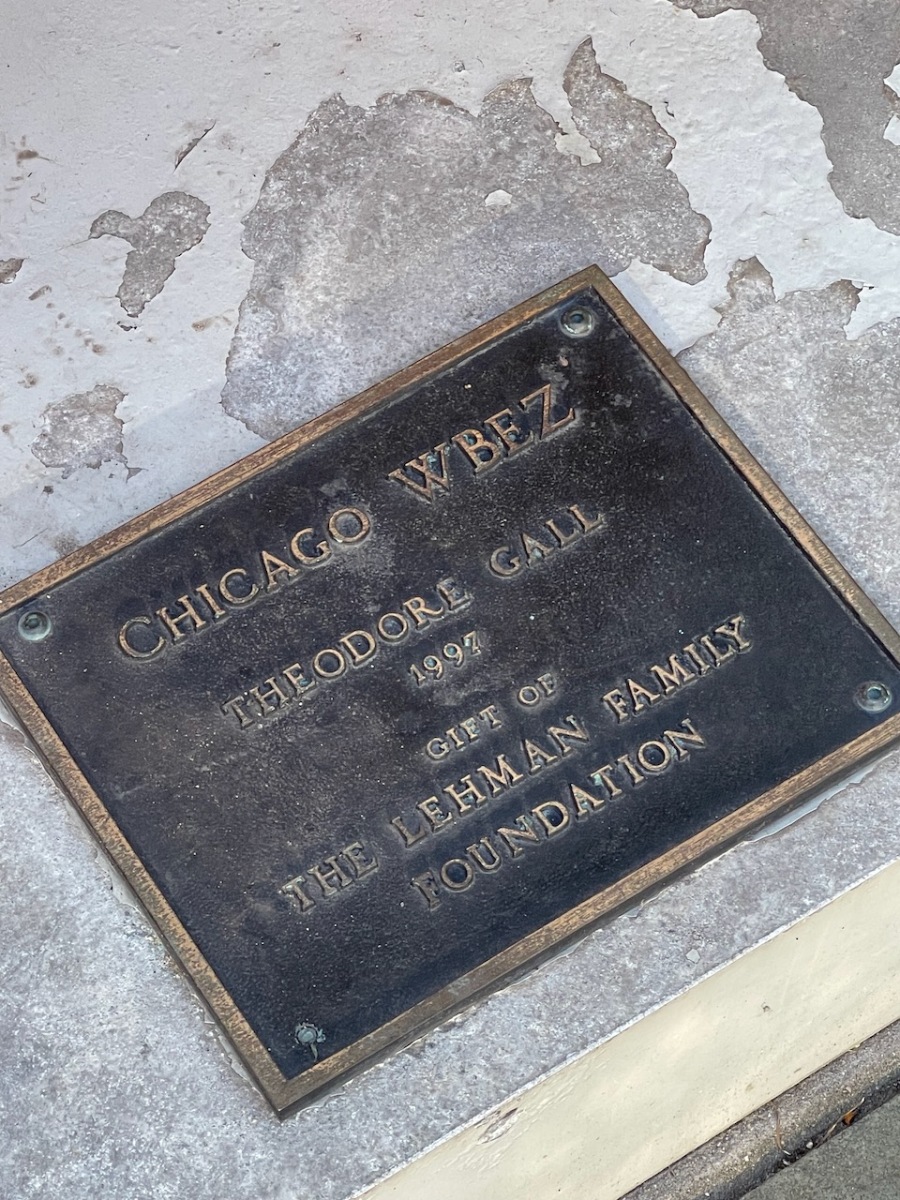 CHICAGO WBEZ
THEODORE GALL
1997
GIFT OF
THE LEHMAN FAMILY
FOUNDATION